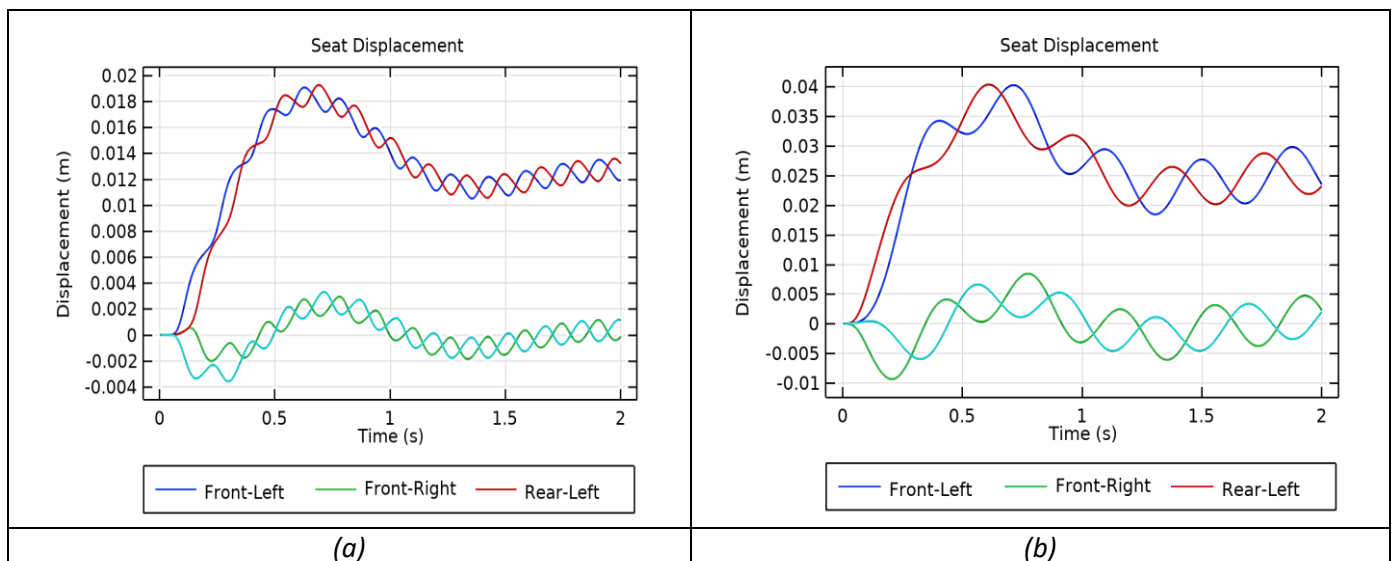 Seat Displacement
0.02
0.018
0.016
0.014
0.012
0.01
0.008
0.006
0.004
0.002
0
-0.002
-0.004
Displacement (m)
0 0.5 1 1.5 2
Time (s)
Front-Left Front-Right Rear-Left
(a)
Seat Displacement
0.04
0.035
0.03
0.025
0.02
0.015
0.01
0.005
0
-0.005
-0.01
Displacement (m)
0 0.5 1 1.5 2
Time (s)
Front-Left Front-Right Rear-Left
(b)